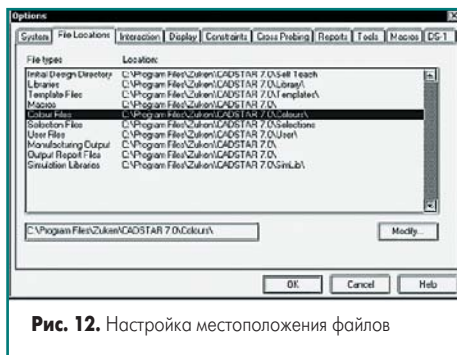 Options
System File Locations Interaction Display Constraints Cross Probing Reports Tools Macros DS-1
File types Location:
Initial Design Directory C:\Program Files\Zuken\CADSTAR 7.0\Self Teach
Libraries C:\Program Files\Zuken\CADSTAR 7.0\Library\
Template Files C:\Program Files\Zuken\CADSTAR 7.0\Templates\
Macros C:\Program Files\Zuken\CADSTAR 7.0\
Colour Files C:\Program Files\Zuken\CADSTAR 7.0\Colours\
Selection Files C:\Program Files\Zuken\CADSTAR 7.0\Selections
User Files C:\Program Files\Zuken\CADSTAR 7.0\User\
Manufacturing Output C:\Program Files\Zuken\CADSTAR 7.0\
Output Report Files C:\Program Files\Zuken\CADSTAR 7.0\
Simulation Libraries C:\Program Files\Zuken\CADSTAR 7.0\SimLib\
C:\Program Files\Zuken\CADSTAR 7.0\Colours\ Modify...
OK Cancel Help
Рис. 12. Настройка местоположения файлов